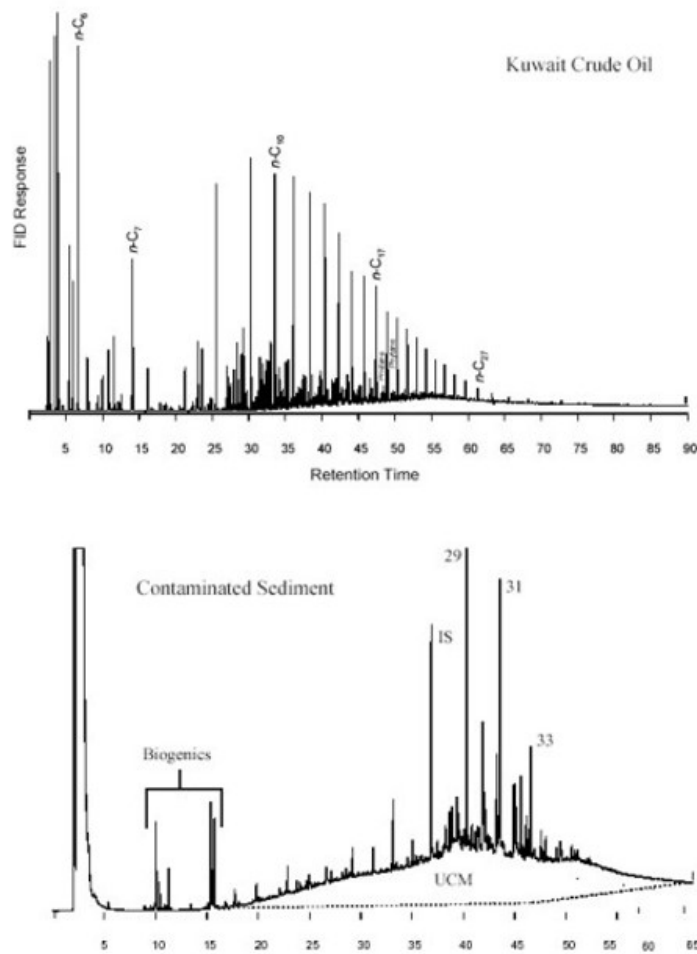 n-C6
Kuwait Crude Oil
n-C10
n-C7
FID Response
n-C17
n-C27
5 10 15 20 25 30 35 40 45 50 55 60 65 70 75 80 85 90
Retention Time
29
Contaminated Sediment
31
IS
33
Biogenics
UCM
5 10 15 20 25 30 35 40 45 50 55 60 65